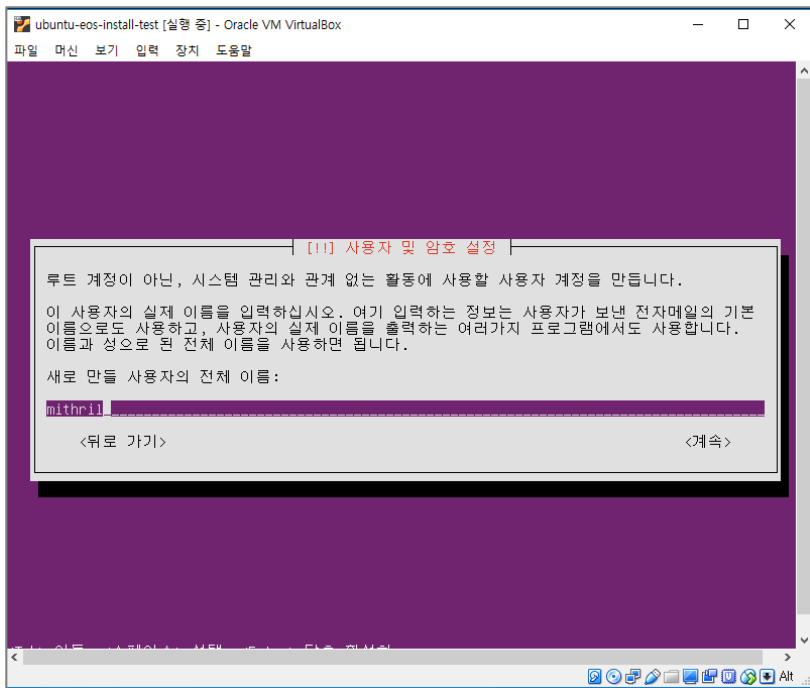 ubuntu-eos-install-test [실행 중] - Oracle VM VirtualBox
파일 머신 보기 입력 장치 도움말
[!!] 사용자 및 암호 설정
루트 계정이 아닌, 시스템 관리와 관계 없는 활동에 사용할 사용자 계정을 만듭니다.
이 사용자의 실제 이름을 입력하십시오. 여기 입력하는 정보는 사용자가 보낸 전자메일의 기본
이름으로도 사용하고, 사용자의 실제 이름을 출력하는 여러가지 프로그램에서도 사용합니다.
이름과 성으로 된 전체 이름을 사용하면 됩니다.
새로 만들 사용자의 전체 이름:
mithril
<뒤로 가기> <계속>
Alt